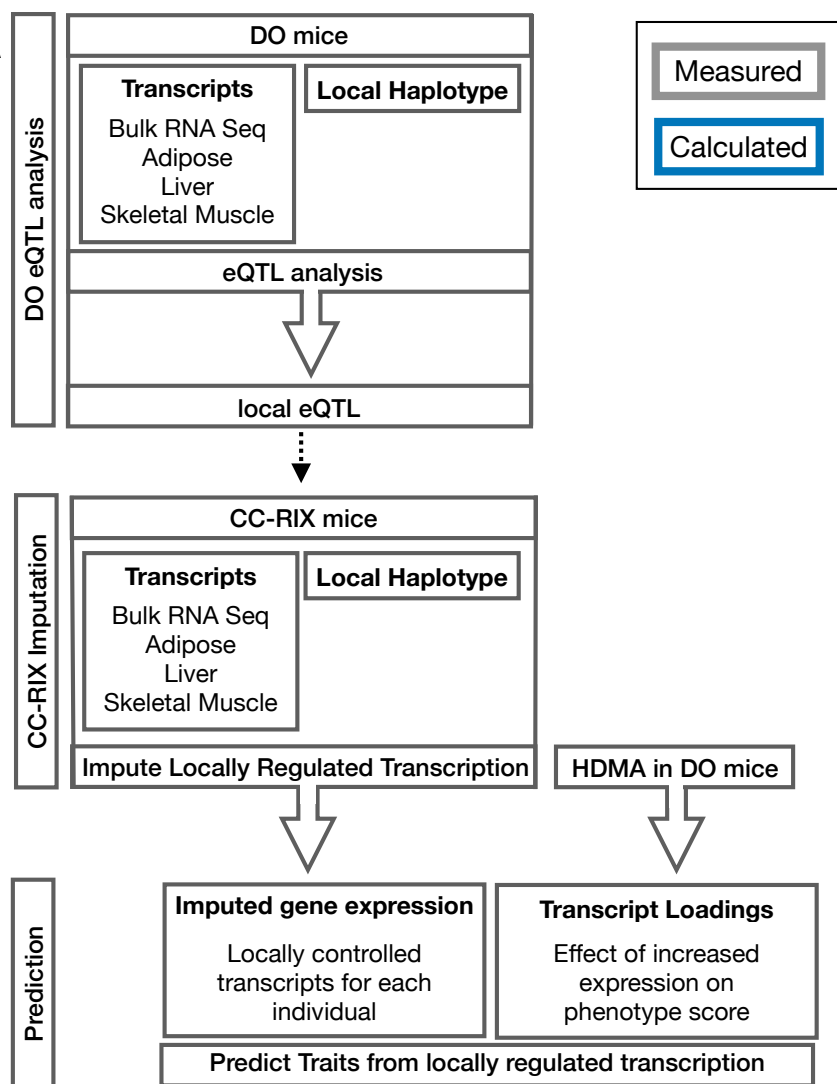 DO mice
DO eQTL analysis
Transcripts
Bulk RNA Seq
Adipose
Liver
Skeletal Muscle
Local Haplotype
eQTL analysis
local eQTL
Measured
Calculated
CC-RIX mice
CC-RIX Imputation
Transcripts
Bulk RNA Seq
Adipose
Liver
Skeletal Muscle
Local Haplotype
Impute Locally Regulated Transcription
HDMA in DO mice
Prediction
Imputed gene expression
Locally controlled
transcripts for each
individual
Transcript Loadings
Effect of increased
expression on
phenotype score
Predict Traits from locally regulated transcription